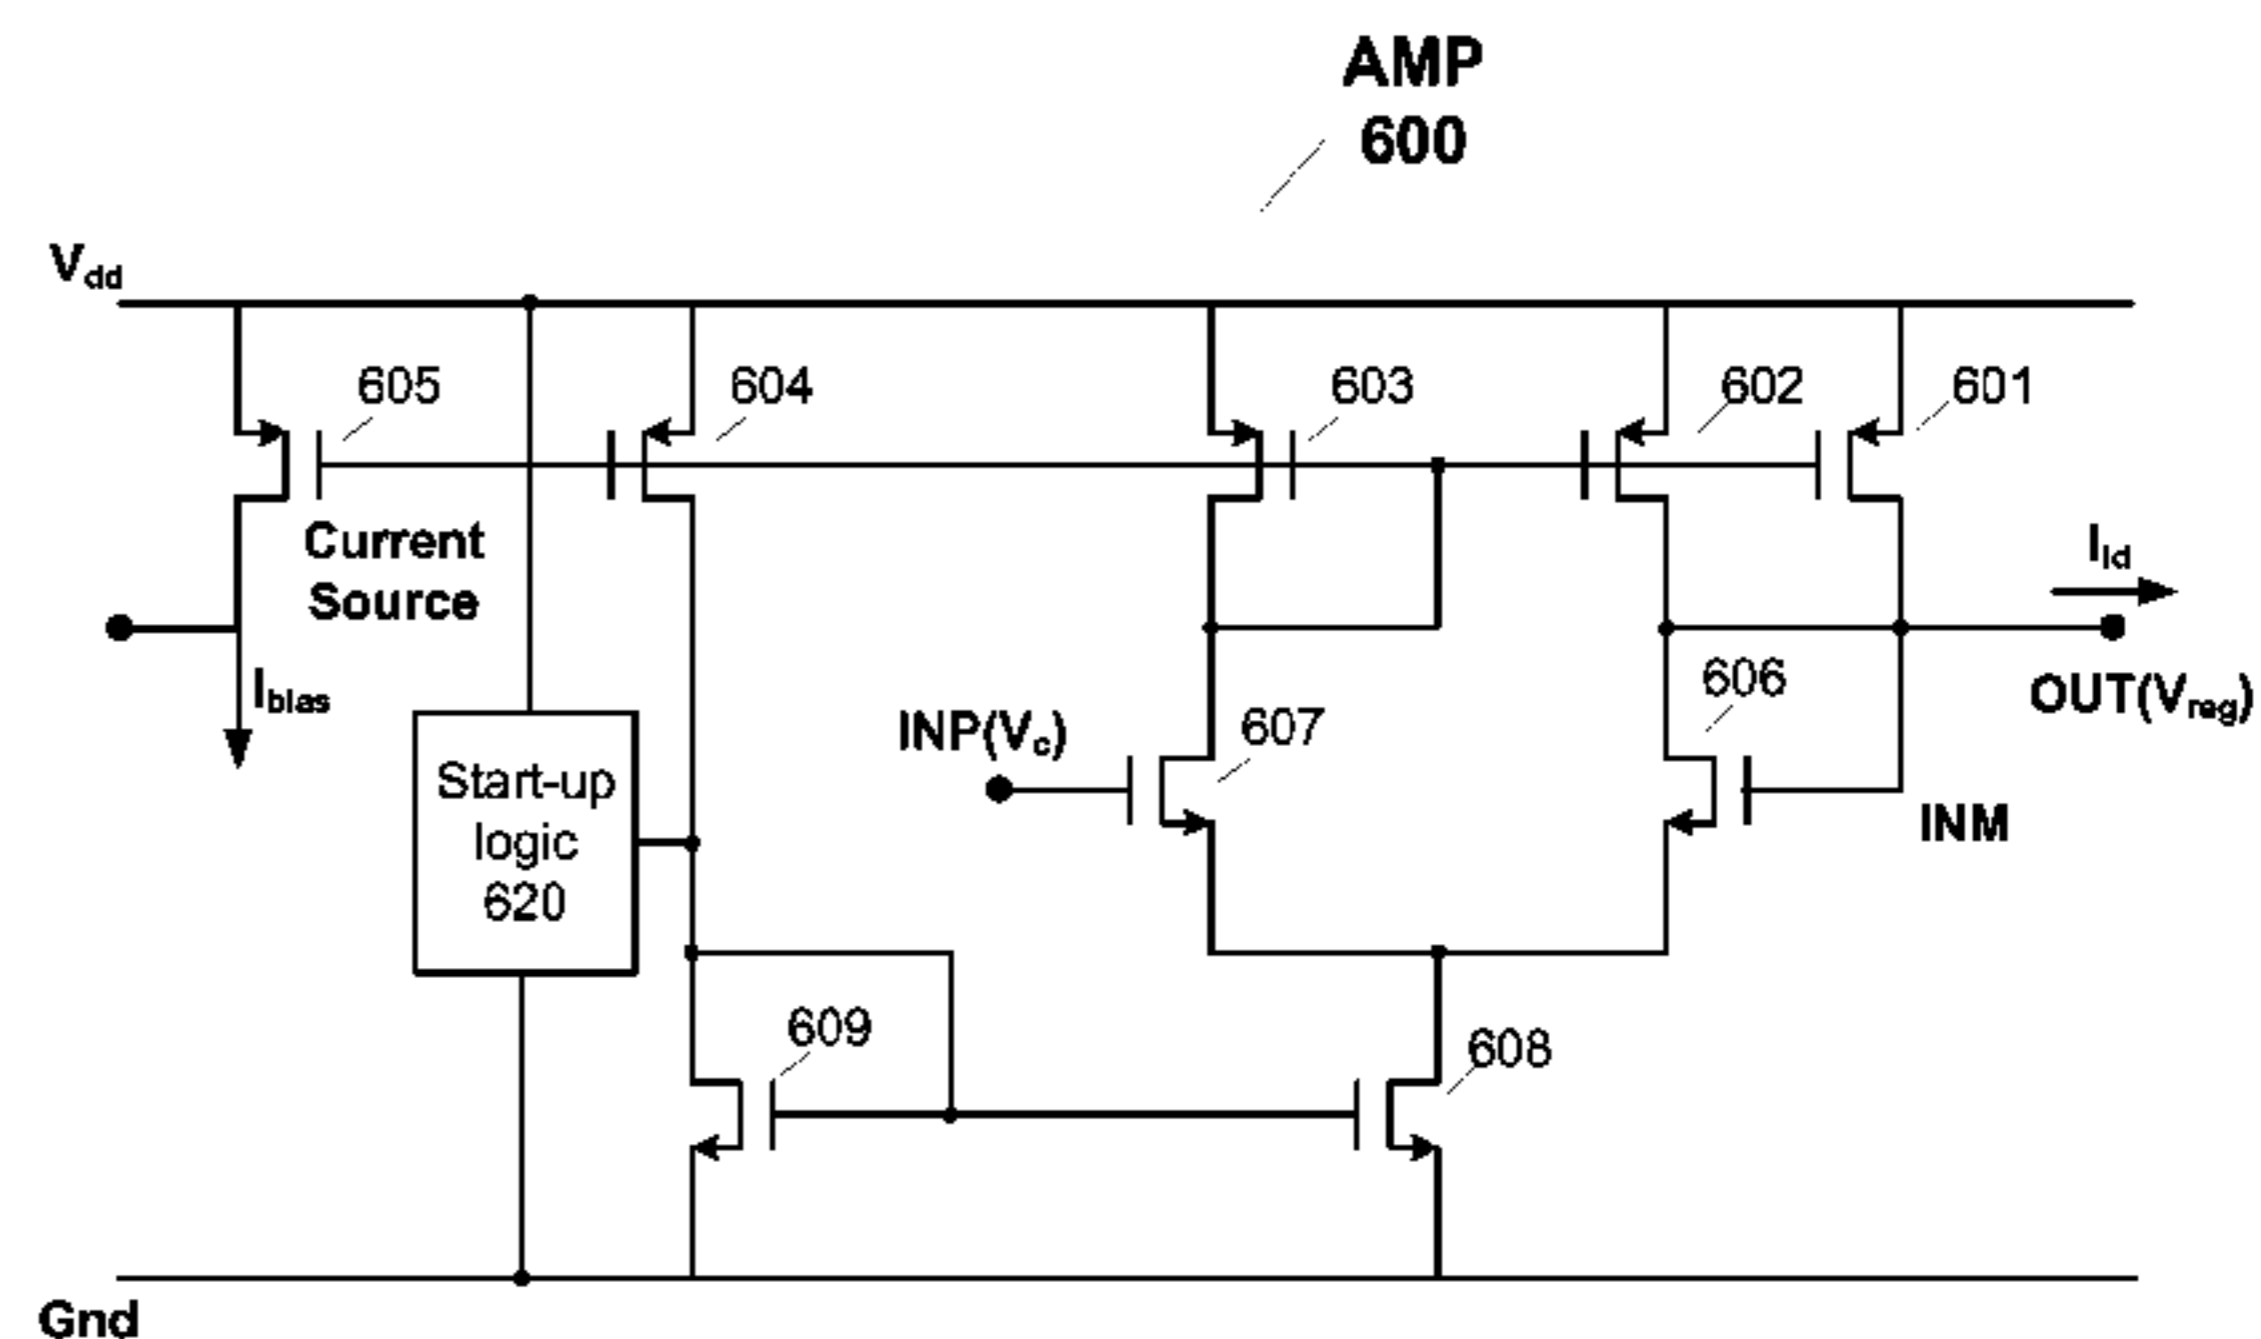 AMP
600
Vdd
605
604
603
602
601
Current
Source
Ild
Ibias
606
OUT(Vreg)
INP(Vc)
607
Start-up
logic
620
INM
609
608
Gnd